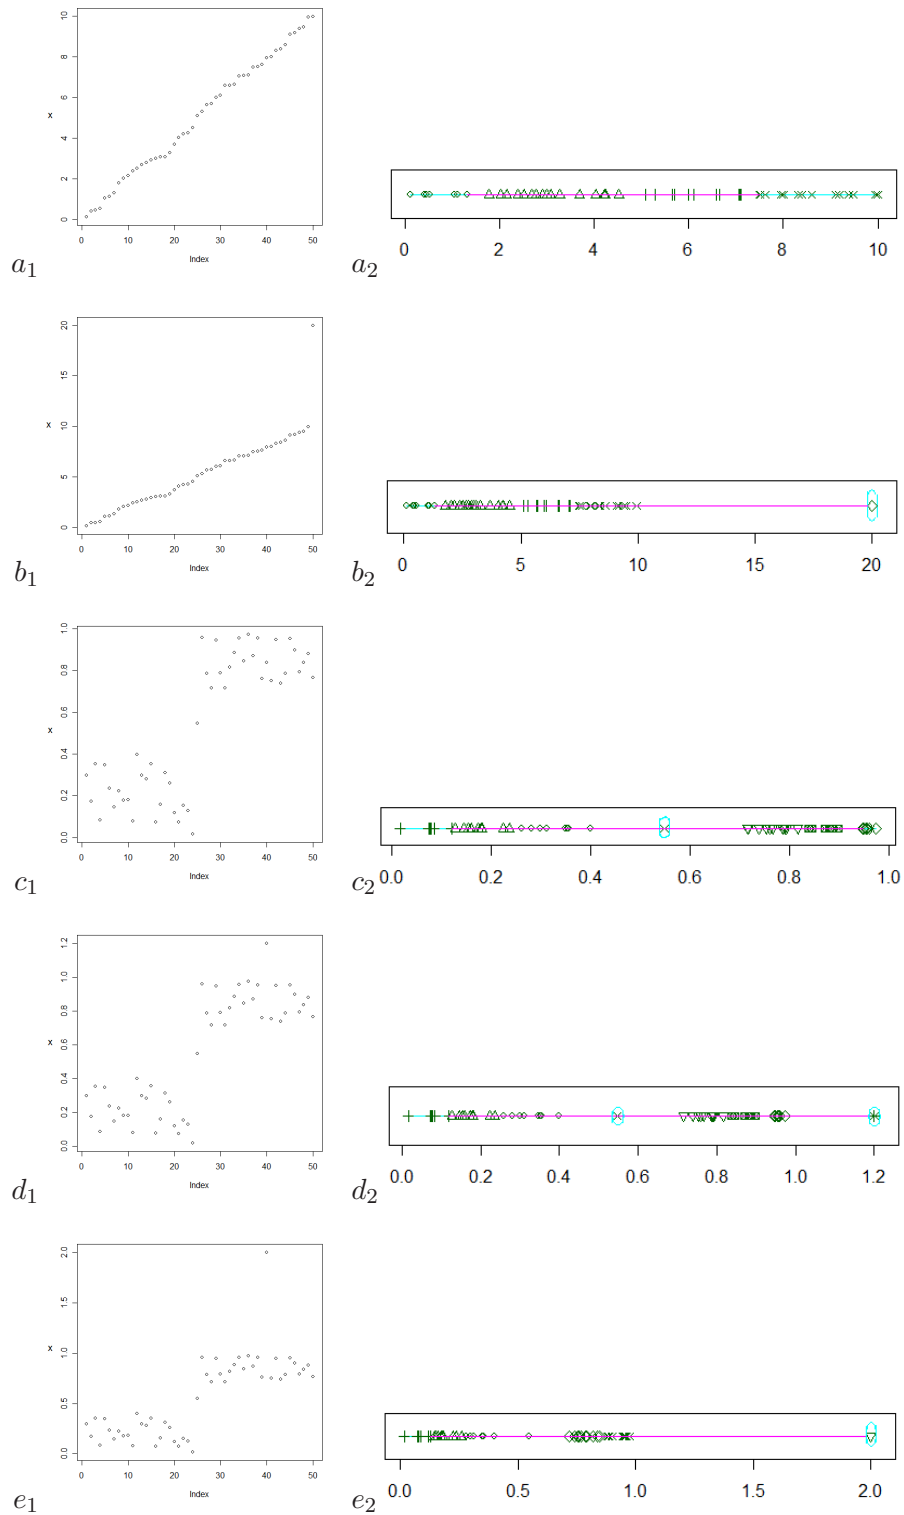 10
8
6
x
4
2
0
0 10 20 30 40 50
Index
a1
0 2 4 6 8 10
a2
20
15
x
10
5
0
0 10 20 30 40 50
Index
b1
0 5 10 15 20
b2
1.0
0.8
0.6
x
0.4
0.2
0.0
0 10 20 30 40 50
Index
c1
0.0 0.2 0.4 0.6 0.8 1.0
c2
1.2
1.0
0.8
x
0.6
0.4
0.2
0.0
0 10 20 30 40 50
Index
d1
0.0 0.2 0.4 0.6 0.8 1.0 1.2
d2
2.0
1.5
x
1.0
0.5
0.0
0 10 20 30 40 50
Index
e1
0.0 0.5 1.0 1.5 2.0
e2